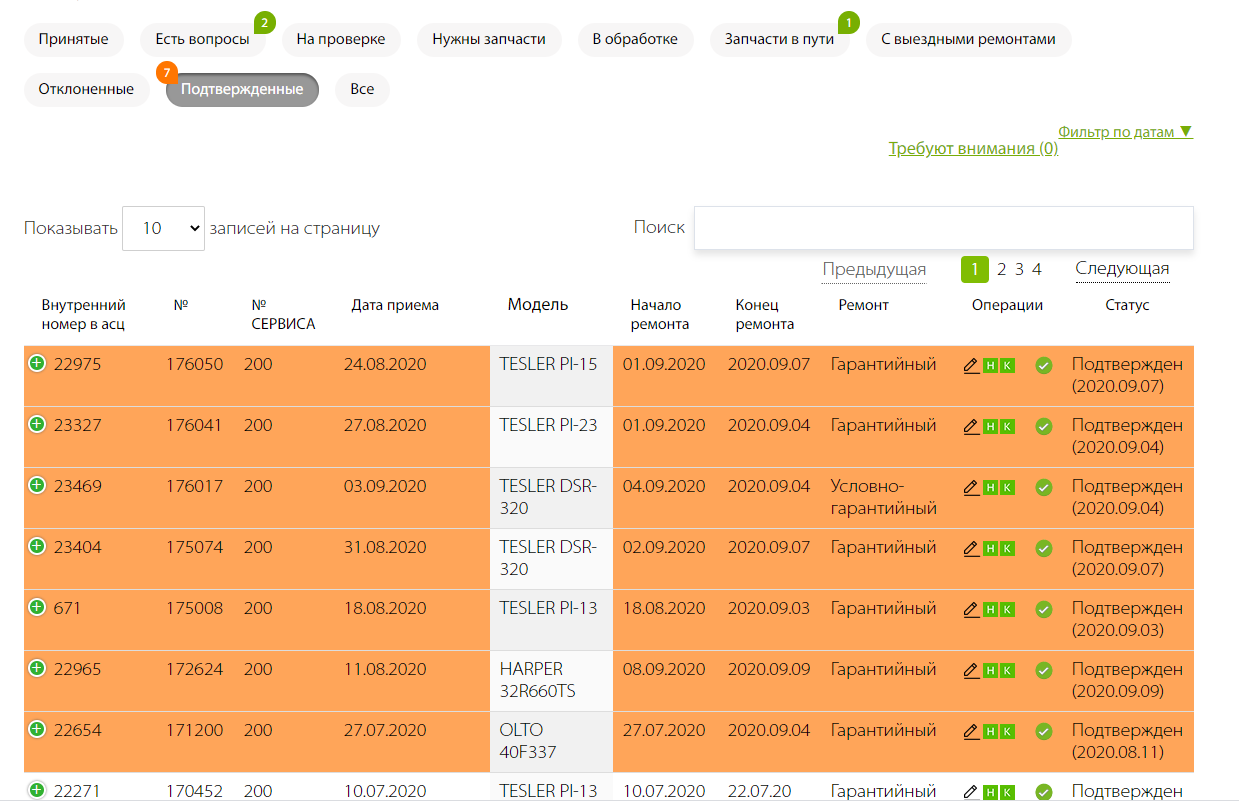 Принятые
Есть вопросы 2
На проверке
Нужны запчасти
В обработке
Запчасти в пути 1
С выездными ремонтами
Отклоненные
7 Подтвержденные
Все
Фильтр по датам ▼
Требуют внимания (0)
Показывать 10 записей на страницу
Поиск
Предыдущая 1 2 3 4 Следующая
Внутренний номер в асц
№
№ СЕРВИСА
Дата приема
Модель
Начало ремонта
Конец ремонта
Ремонт
Операции
Статус
22975 176050 200 24.08.2020 TESLER PI-15 01.09.2020 2020.09.07 Гарантийный Н К Подтвержден
(2020.09.07)
23327 176041 200 27.08.2020 TESLER PI-23 01.09.2020 2020.09.04 Гарантийный Н К Подтвержден
(2020.09.04)
23469 176017 200 03.09.2020 TESLER DSR- 04.09.2020 2020.09.04 Условно- Н К Подтвержден
320 гарантийный (2020.09.04)
23404 175074 200 31.08.2020 TESLER DSR- 02.09.2020 2020.09.07 Гарантийный Н К Подтвержден
320 (2020.09.07)
671 175008 200 18.08.2020 TESLER PI-13 18.08.2020 2020.09.03 Гарантийный Н К Подтвержден
(2020.09.03)
22965 172624 200 11.08.2020 HARPER 08.09.2020 2020.09.09 Гарантийный Н К Подтвержден
32R660TS (2020.09.09)
22654 171200 200 27.07.2020 OLTO 27.07.2020 2020.09.04 Гарантийный Н К Подтвержден
40F337 (2020.08.11)
22271 170452 200 10.07.2020 TESLER PI-13 10.07.2020 22.07.20 Гарантийный Н К Подтвержден